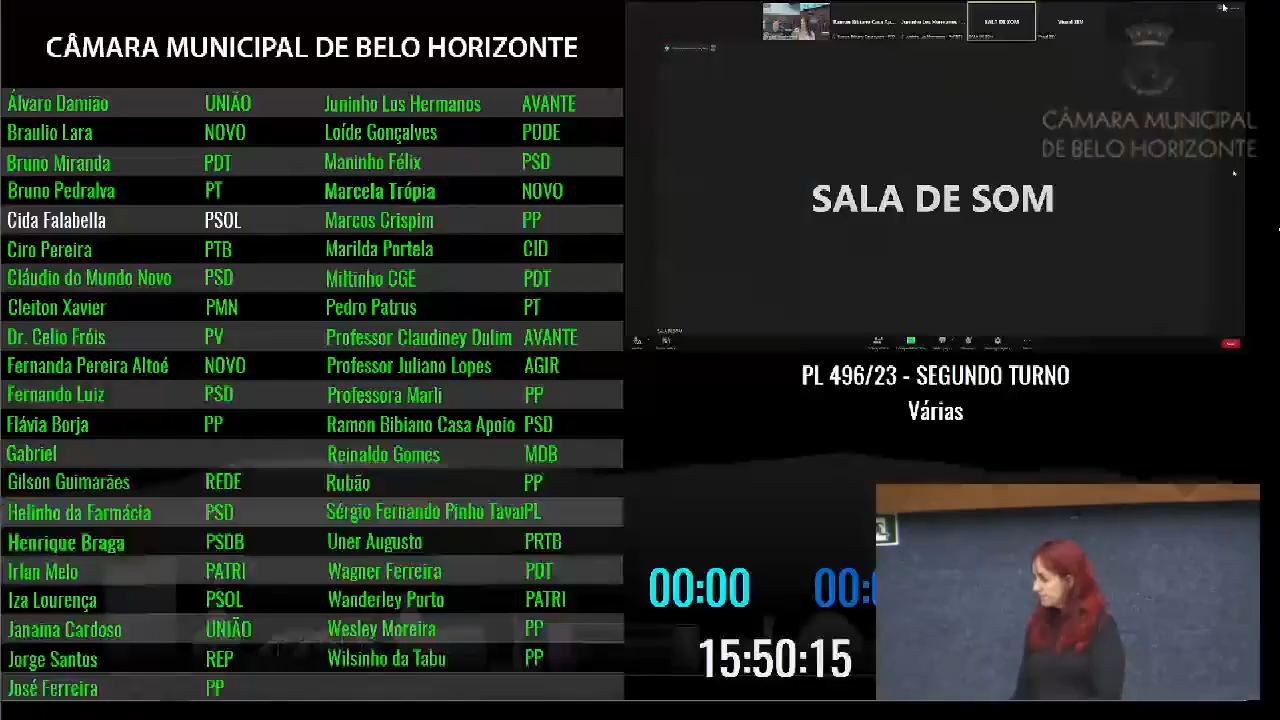 CÂMARA MUNICIPAL DE BELO HORIZONTE
Álvaro Damião UNIÃO Juninho Los Hermanos AVANTE
Braulio Lara NOVO Loíde Gonçalves PODE
Bruno Miranda PDT Maninho Félix PSD
Bruno Pedralva PT Marcela Trópia NOVO
Cida Falabella PSOL Marcos Crispim PP
Ciro Pereira PTB Marilda Portela CID
Cláudio do Mundo Novo PSD Miltinho CGE PDT
Cleiton Xavier PMN Pedro Patrus PT
Dr. Celio Fróis PV Professor Claudiney Dulim AVANTE
Fernanda Pereira Altoé NOVO Professor Juliano Lopes AGIR
Fernando Luiz PSD Professora Marli PP
Flávia Borja PP Ramon Bibiano Casa Apoio PSD
Gabriel Reinaldo Gomes MDB
Gilson Guimarães REDE Rubão PP
Helinho da Farmácia PSD Sérgio Fernando Pinho TavaPL
Henrique Braga PSDB Uner Augusto PRTB
Irlan Melo PATRI Wagner Ferreira PDT
Iza Lourença PSOL Wanderley Porto PATRI
Janaina Cardoso UNIÃO Wesley Moreira PP
Jorge Santos REP Wilsinho da Tabu PP
José Ferreira PP
SALA DE SOM
CÂMARA MUNICIPAL
DE BELO HORIZONTE
SALA DE SOM
PL 496/23 - SEGUNDO TURNO
Várias
00:00
15:50:15